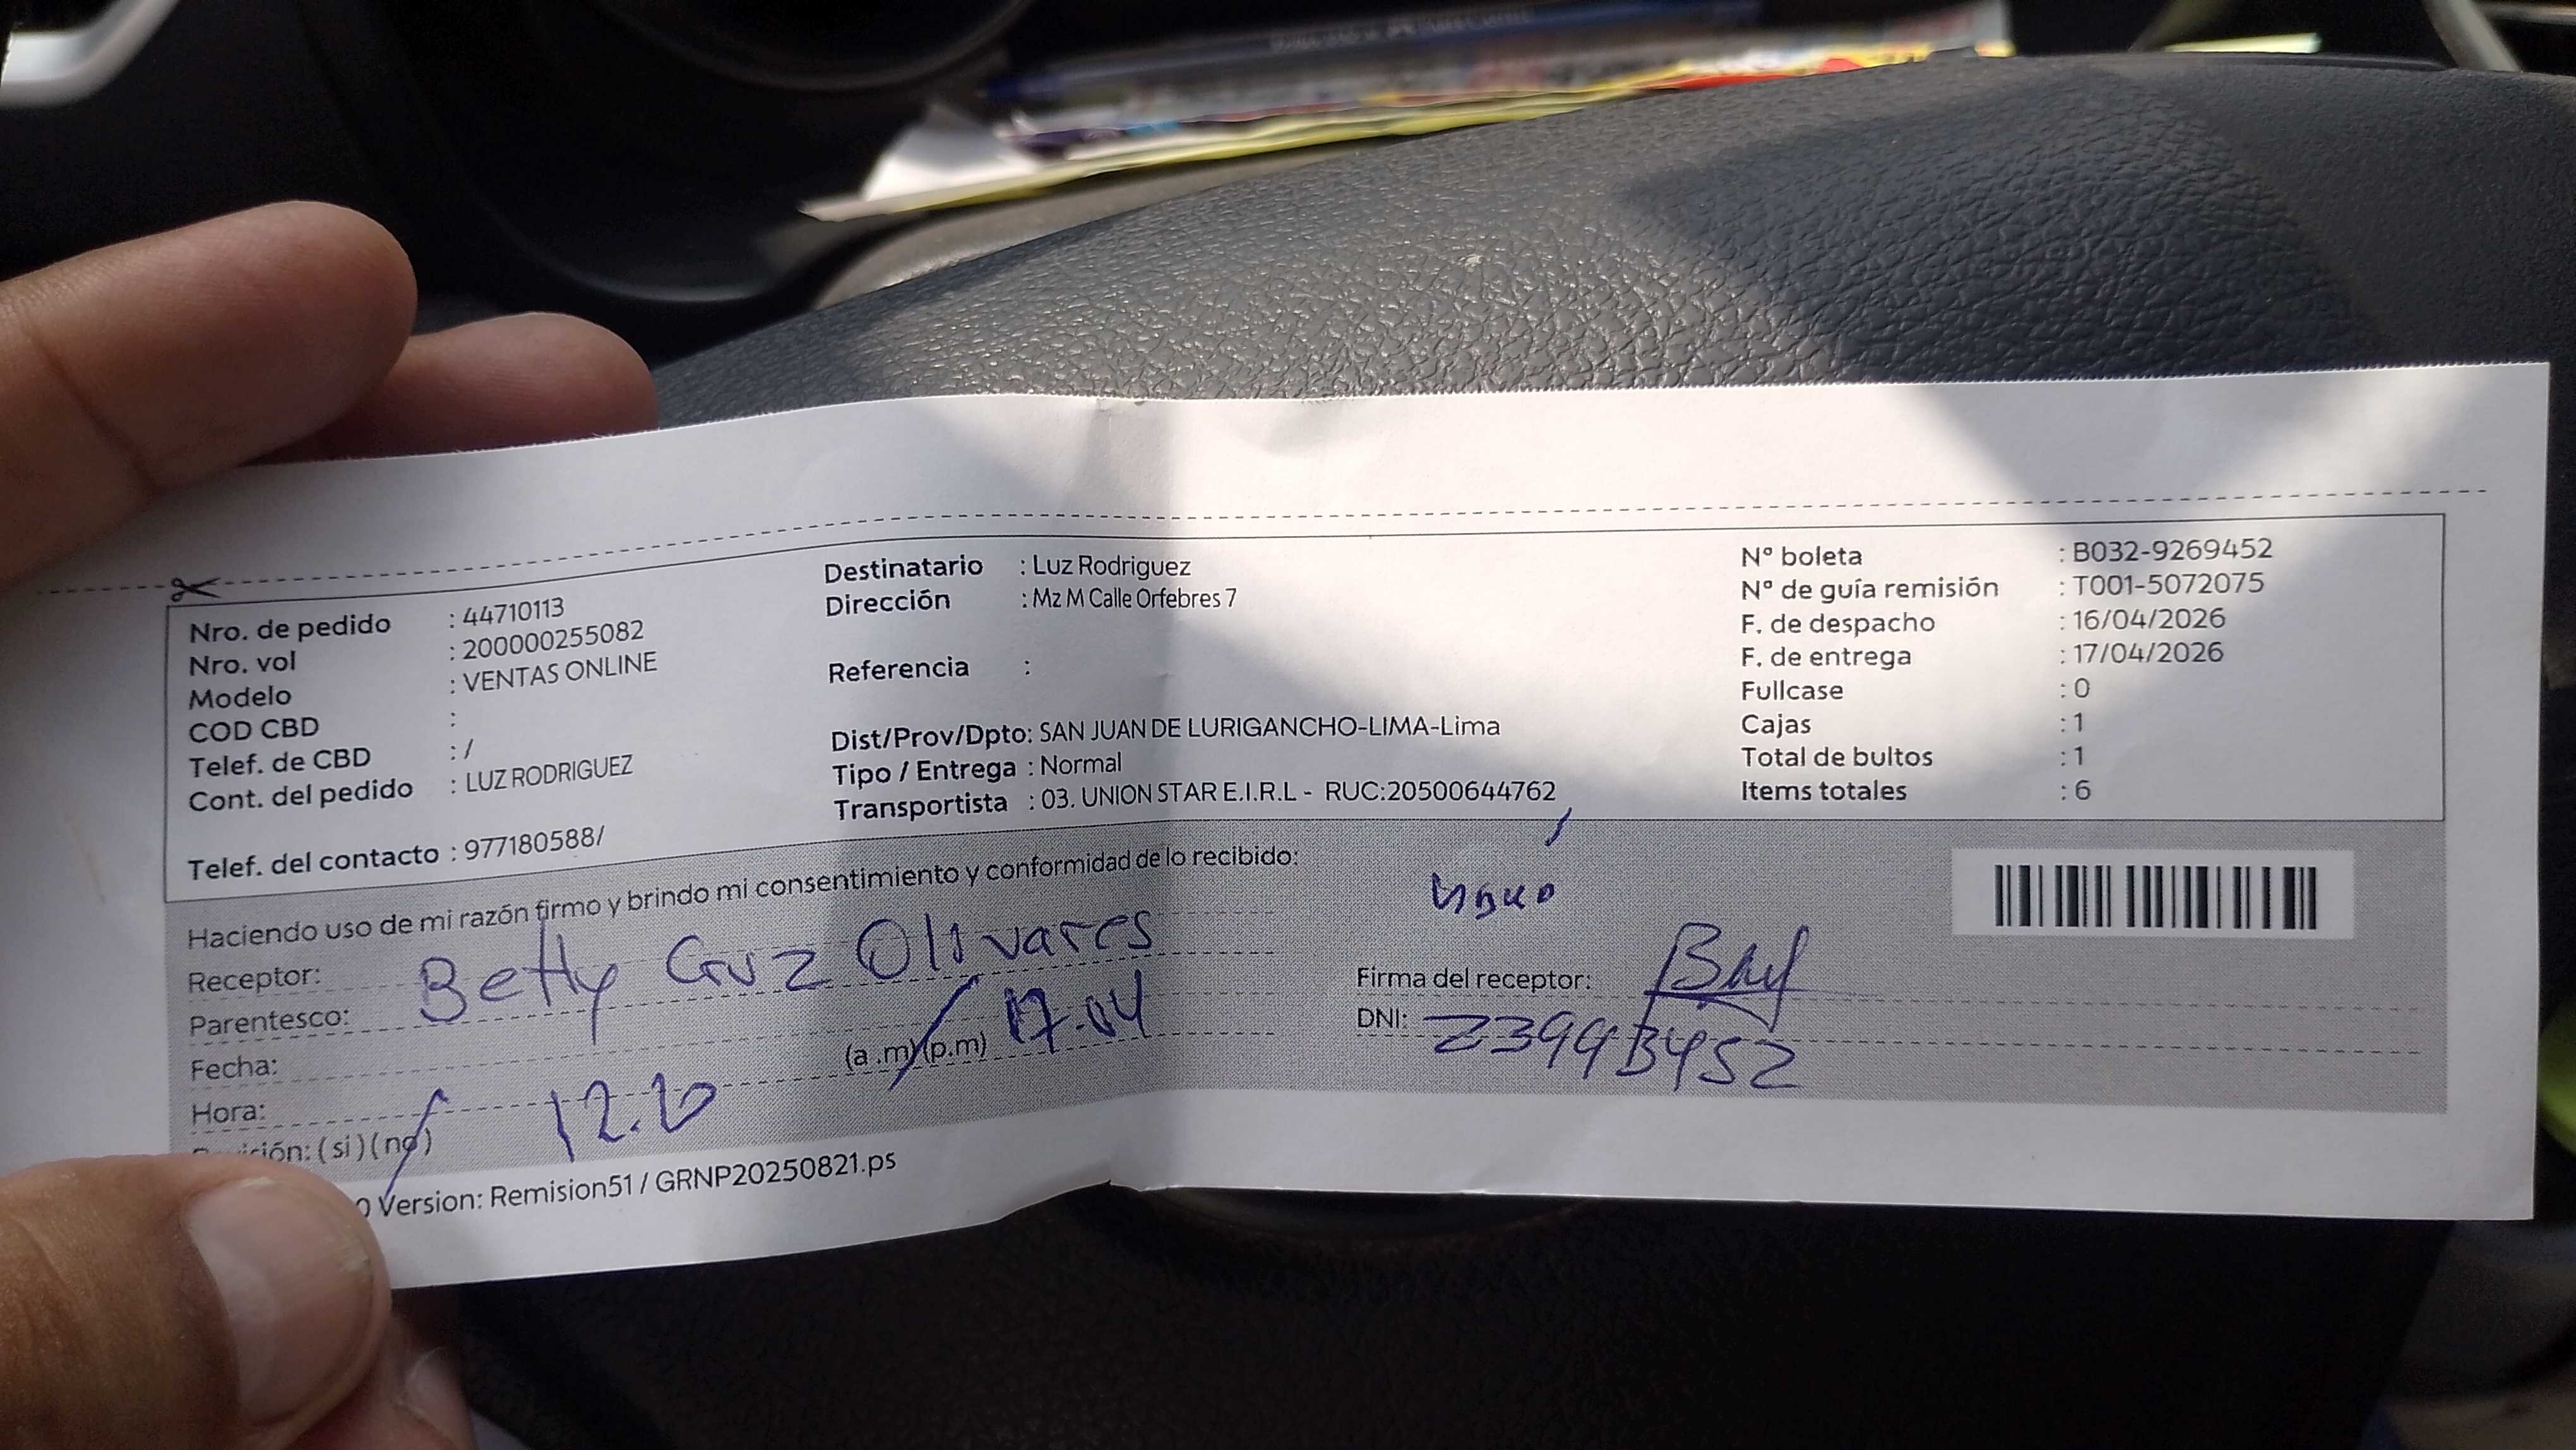 Nro. de pedido : 44710113
Nro. vol : 200000255082
Modelo : VENTAS ONLINE
COD CBD :
Telef. de CBD : /
Cont. del pedido : LUZ RODRIGUEZ
Telef. del contacto : 977180588/
Destinatario : Luz Rodriguez
Dirección : Mz M Calle Orfebres 7
Referencia :
Dist/Prov/Dpto: SAN JUAN DE LURIGANCHO-LIMA-Lima
Tipo / Entrega : Normal
Transportista : 03. UNION STAR E.I.R.L - RUC:20500644762
N° boleta : B032-9269452
N° de guía remisión : T001-5072075
F. de despacho : 16/04/2026
F. de entrega : 17/04/2026
Fullcase : 0
Cajas : 1
Total de bultos : 1
Items totales : 6
Haciendo uso de mi razón firmo y brindo mi consentimiento y conformidad de lo recibido:
Receptor: Betty Cruz Olivares
Parentesco:
Fecha: (a.m)(p.m) 17.04
Hora: 12.20
(si)(no)
Version: Remision51 / GRNP20250821.ps
Firma del receptor:
DNI: